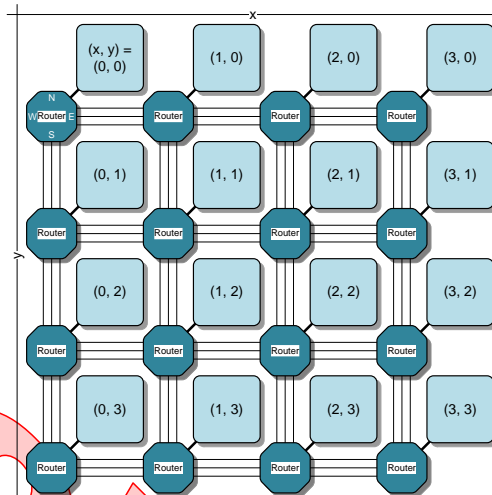 x
(x, y) =
(0, 0)
(1, 0)
(2, 0)
(3, 0)
N
W Router E
S
Router
Router
Router
(0, 1)
(1, 1)
(2, 1)
(3, 1)
Router
Router
Router
Router
y
(0, 2)
(1, 2)
(2, 2)
(3, 2)
Router
Router
Router
Router
(0, 3)
(1, 3)
(2, 3)
(3, 3)
Router
Router
Router
Router